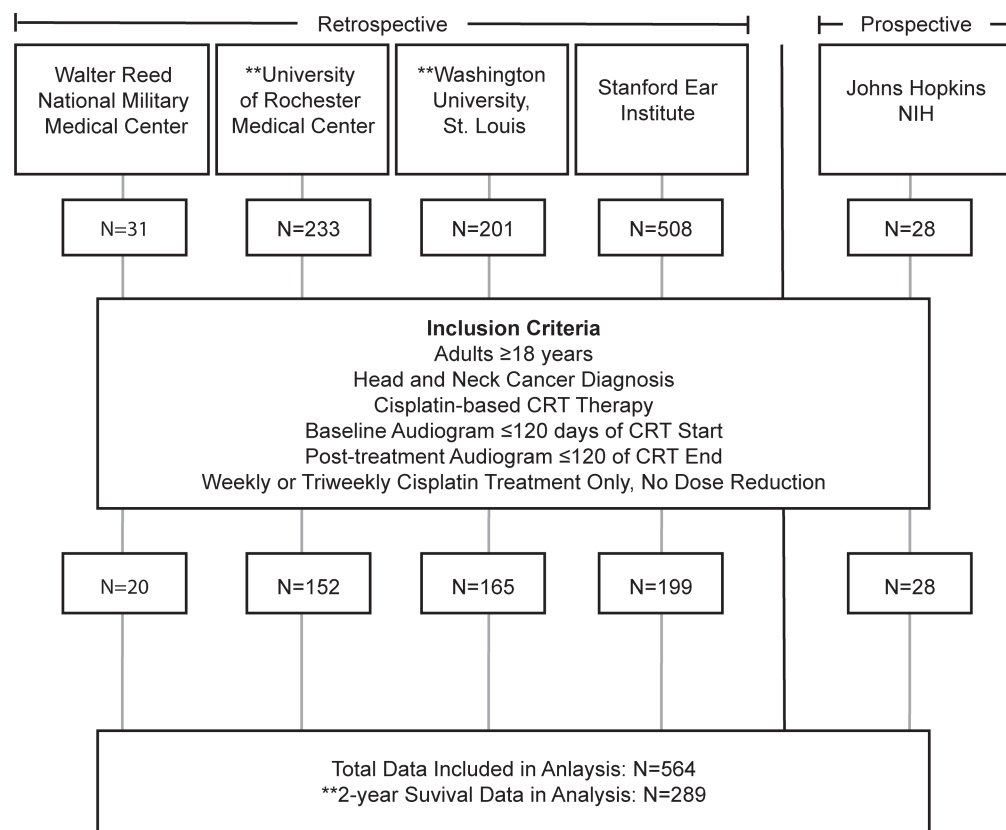 Retrospective
Prospective
Walter Reed
National Military
Medical Center
**University
of Rochester
Medical Center
**Washington
University,
St. Louis
Stanford Ear
Institute
Johns Hopkins
NIH
N=31
N=233
N=201
N=508
N=28
Inclusion Criteria
Adults ≥18 years
Head and Neck Cancer Diagnosis
Cisplatin-based CRT Therapy
Baseline Audiogram ≤120 days of CRT Start
Post-treatment Audiogram ≤120 of CRT End
Weekly or Triweekly Cisplatin Treatment Only, No Dose Reduction
N=20
N=152
N=165
N=199
N=28
Total Data Included in Anlaysis: N=564
**2-year Suvival Data in Analysis: N=289